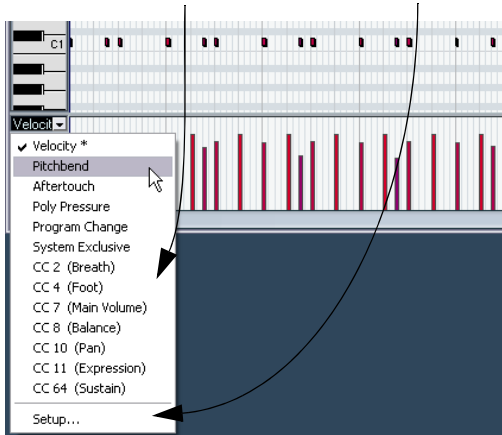 C1
Velocit
Velocity *
Pitchbend
Aftertouch
Poly Pressure
Program Change
System Exclusive
CC 2 (Breath)
CC 4 (Foot)
CC 7 (Main Volume)
CC 8 (Balance)
CC 10 (Pan)
CC 11 (Expression)
CC 64 (Sustain)
Setup...